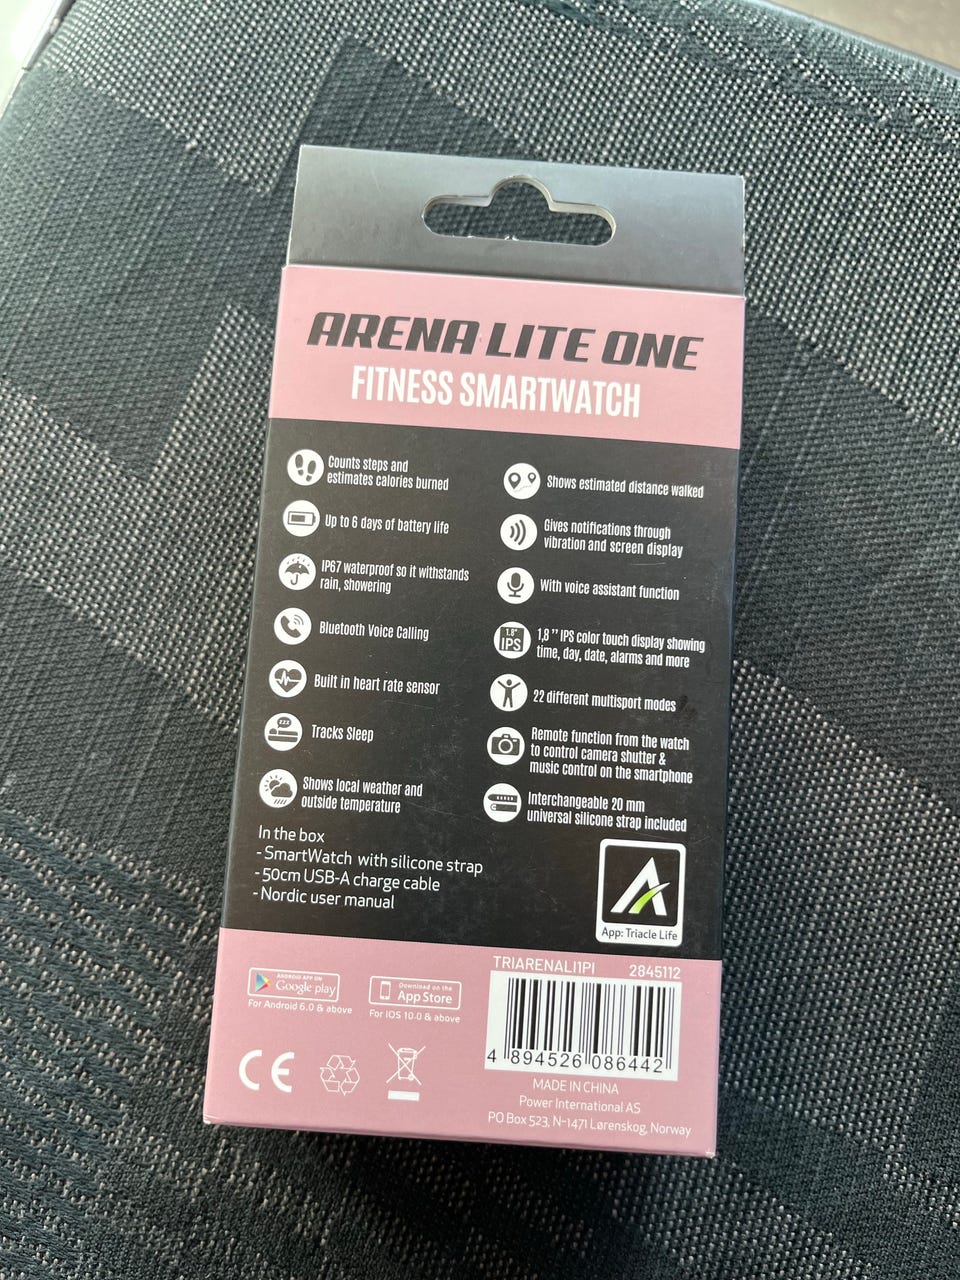 ARENA LITE ONE
FITNESS SMARTWATCH
Counts steps and
estimates calories burned
Up to 6 days of battery life
IP67 waterproof so it withstands
rain, showering
Bluetooth Voice Calling
Built in heart rate sensor
ZZZ
Tracks Sleep
Shows local weather and
outside temperature
Shows estimated distance walked
Gives notifications through
vibration and screen display
With voice assistant function
1.8"
IPS
1,8 '' IPS color touch display showing
time, day, date, alarms and more
22 different multisport modes
Remote function from the watch
to control camera shutter &
music control on the smartphone
Interchangeable 20 mm
universal silicone strap included
In the box
- SmartWatch with silicone strap
- 50cm USB-A charge cable
- Nordic user manual
App: Triacle Life
ANDROID APP ON
Google play
For Android 6.0 & above
Download on the
App Store
For iOS 10.0 & above
CE
TRIARENALI1PI 2845112
4 894526 086442
MADE IN CHINA
Power International AS
PO Box 523, N-1471 Lørenskog, Norway